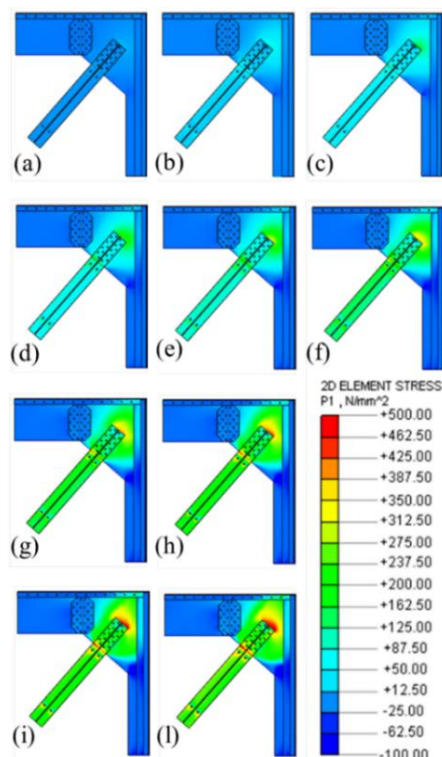 (a)
(b)
(c)
(d)
(e)
(f)
(g)
(h)
(i)
(l)
2D ELEMENT STRESS
P1 , N/mm^2
+500.00
+462.50
+425.00
+387.50
+350.00
+312.50
+275.00
+237.50
+200.00
+162.50
+125.00
+87.50
+50.00
+12.50
-25.00
-62.50
-100.00